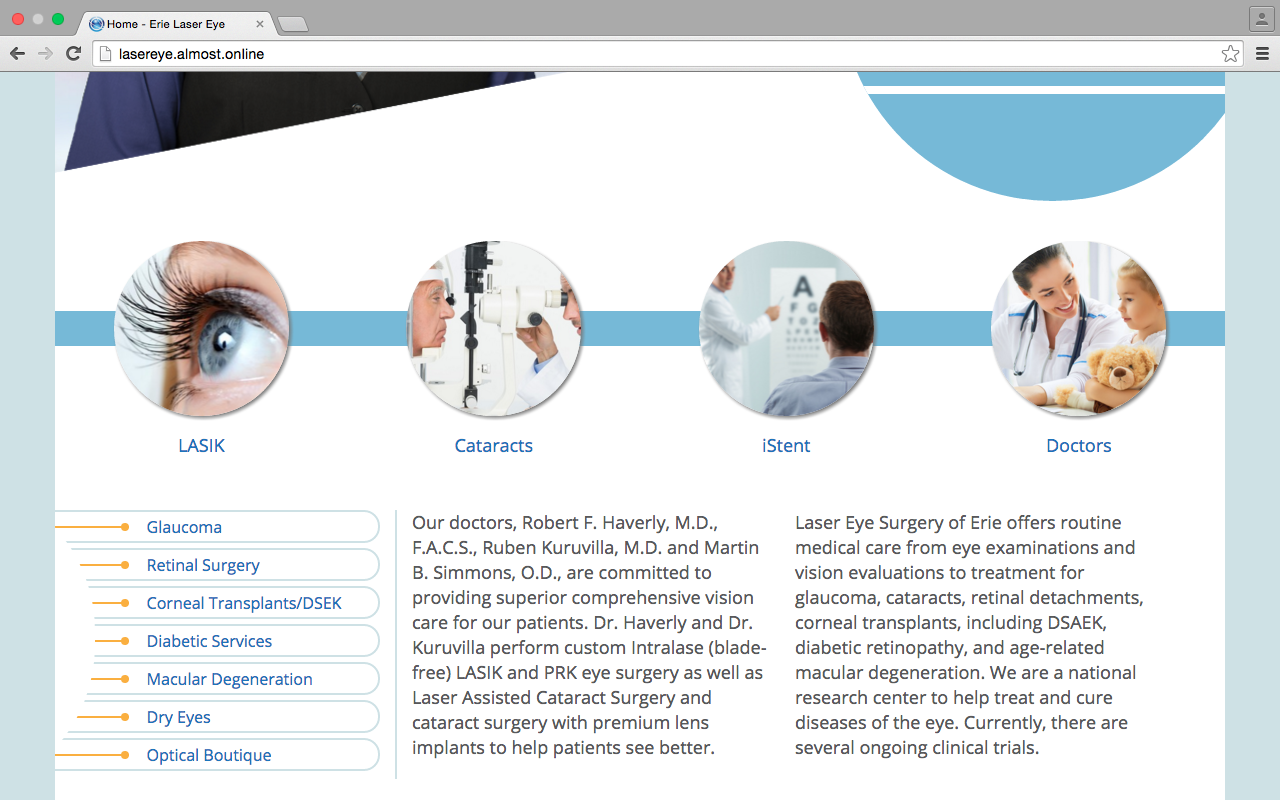 Home - Erie Laser Eye
lasereye.almost.online
LASIK
Cataracts
iStent
Doctors
Glaucoma
Retinal Surgery
Corneal Transplants/DSEK
Diabetic Services
Macular Degeneration
Dry Eyes
Optical Boutique
Our doctors, Robert F. Haverly, M.D.,
F.A.C.S., Ruben Kuruvilla, M.D. and Martin
B. Simmons, O.D., are committed to
providing superior comprehensive vision
care for our patients. Dr. Haverly and Dr.
Kuruvilla perform custom Intralase (blade-
free) LASIK and PRK eye surgery as well as
Laser Assisted Cataract Surgery and
cataract surgery with premium lens
implants to help patients see better.
Laser Eye Surgery of Erie offers routine
medical care from eye examinations and
vision evaluations to treatment for
glaucoma, cataracts, retinal detachments,
corneal transplants, including DSAEK,
diabetic retinopathy, and age-related
macular degeneration. We are a national
research center to help treat and cure
diseases of the eye. Currently, there are
several ongoing clinical trials.